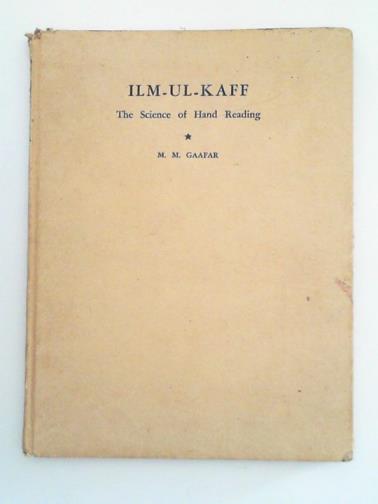 ILM-UL-KAFF
The Science of Hand Reading
★
M. M. GAAFAR